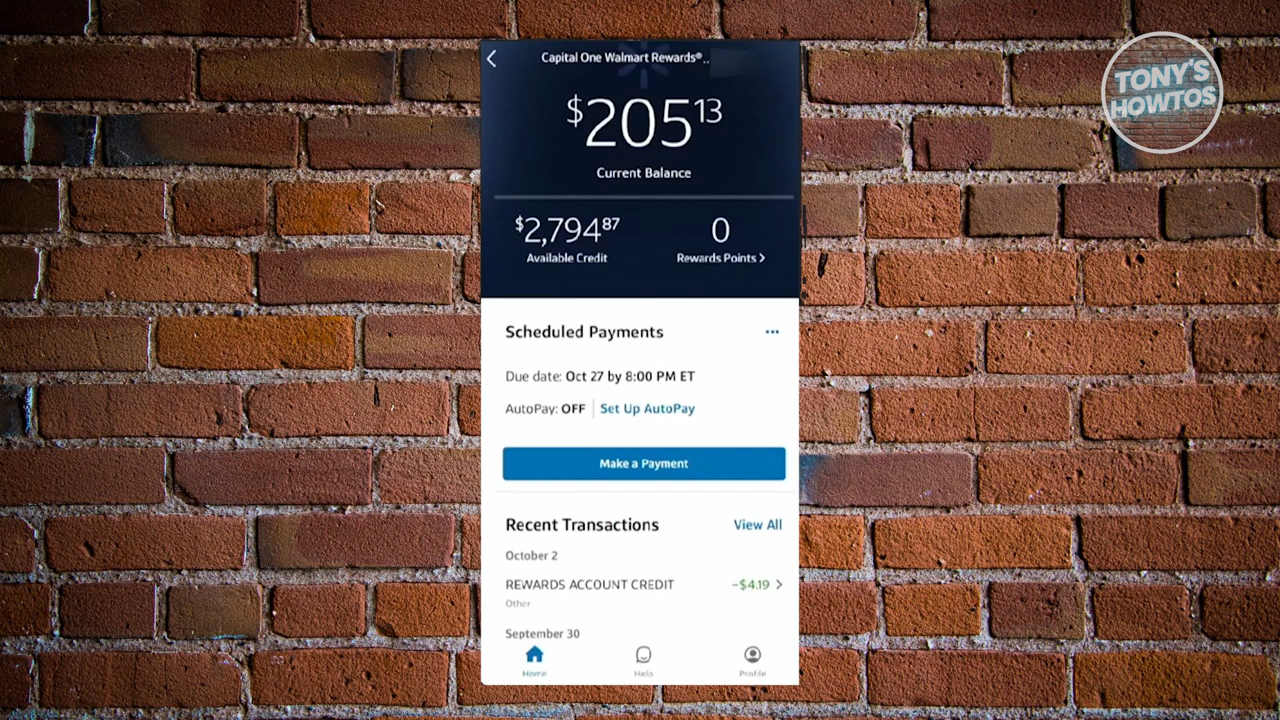 TONY'S
HOWTOS
Capital One Walmart Rewards®..
$205.13
Current Balance
$2,794.87
Available Credit
0
Rewards Points
Scheduled Payments
Due date: Oct 27 by 8:00 PM ET
AutoPay: OFF
Set Up AutoPay
Make a Payment
Recent Transactions
View All
October 2
REWARDS ACCOUNT CREDIT
-$4.19
Other
September 30
Home
Help
Profile